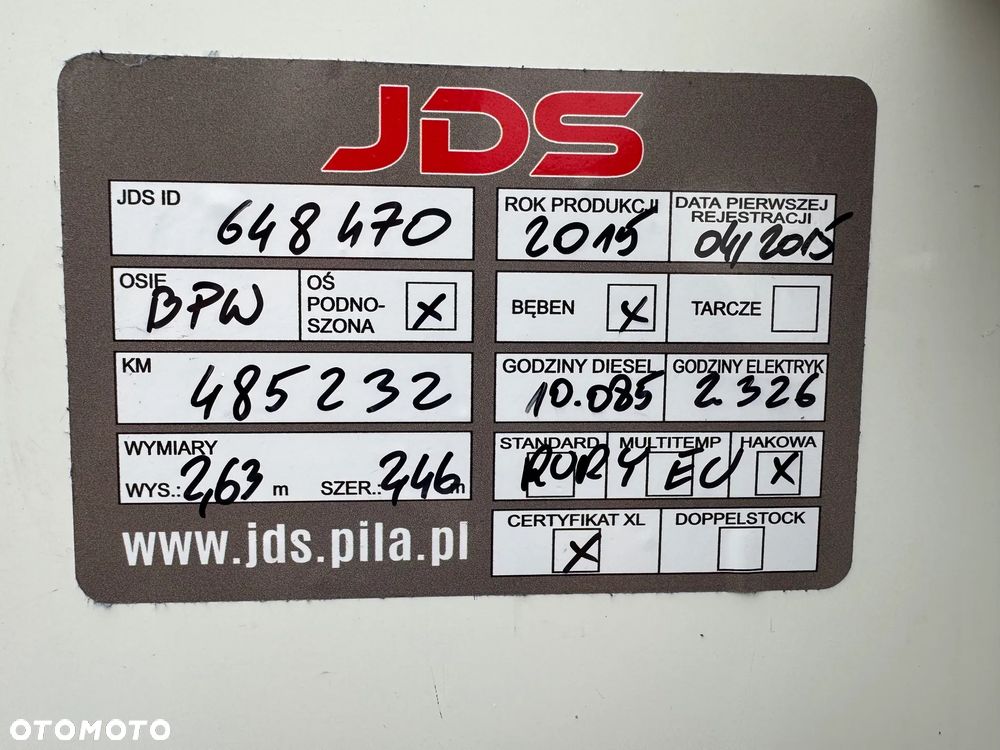 JDS
JDS ID 648470
ROK PRODUKCJI 2015
DATA PIERWSZEJ REJESTRACJI 04/2015
OSIE BPW
OŚ PODNO-
SZONA X
BĘBEN X
TARCZE
KM 485232
GODZINY DIESEL 10.085
GODZINY ELEKTRYK 2.326
WYMIARY
WYS.: 2,63 m SZER.: 2,46 m
STANDARD MULTITEMP HAKOWA
RURY EU X
CERTYFIKAT XL X
DOPPELSTOCK
www.jds.pila.pl
OTOMOTO